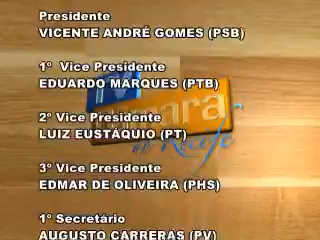 Presidente
VICENTE ANDRÉ GOMES (PSB)
1º Vice Presidente
EDUARDO MARQUES (PTB)
2º Vice Presidente
LUIZ EUSTÁQUIO (PT)
3º Vice Presidente
EDMAR DE OLIVEIRA (PHS)
1º Secretário
AUGUSTO CARRERAS (PV)